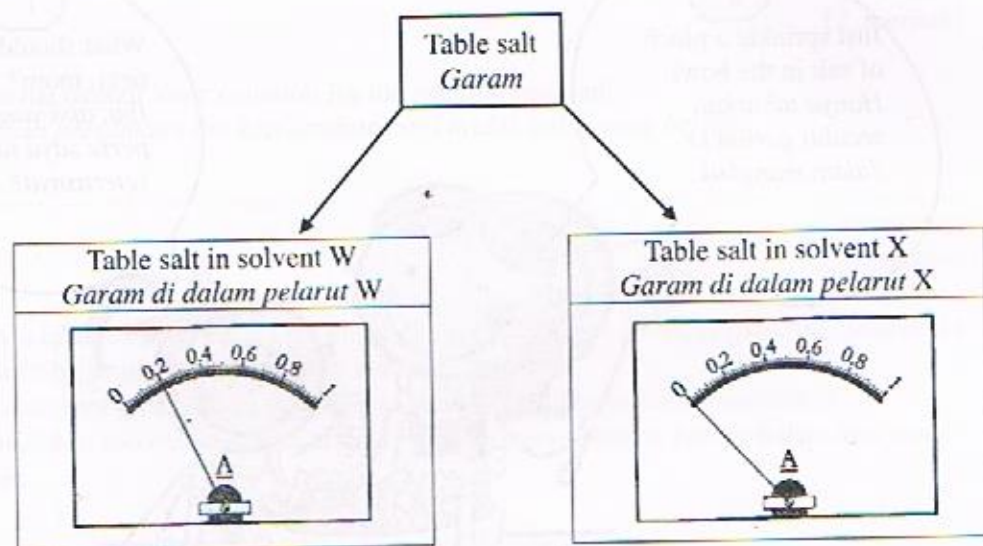 Table salt
Garam
Table salt in solvent W
Garam di dalam pelarut W
0 0,2 0,4 0,6 0,8 1
A
Table salt in solvent X
Garam di dalam pelarut X
0 0,2 0,4 0,6 0,8 1
A